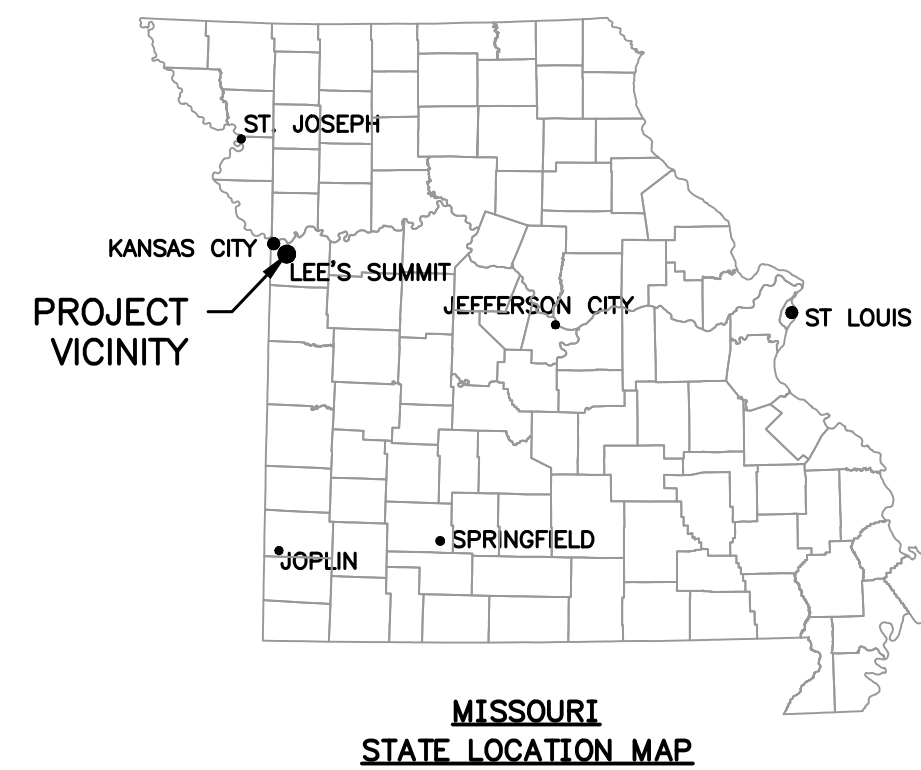 ST. JOSEPH
KANSAS CITY
LEE'S SUMMIT
PROJECT
VICINITY
JEFFERSON CITY
ST LOUIS
SPRINGFIELD
JOPLIN
MISSOURI
STATE LOCATION MAP